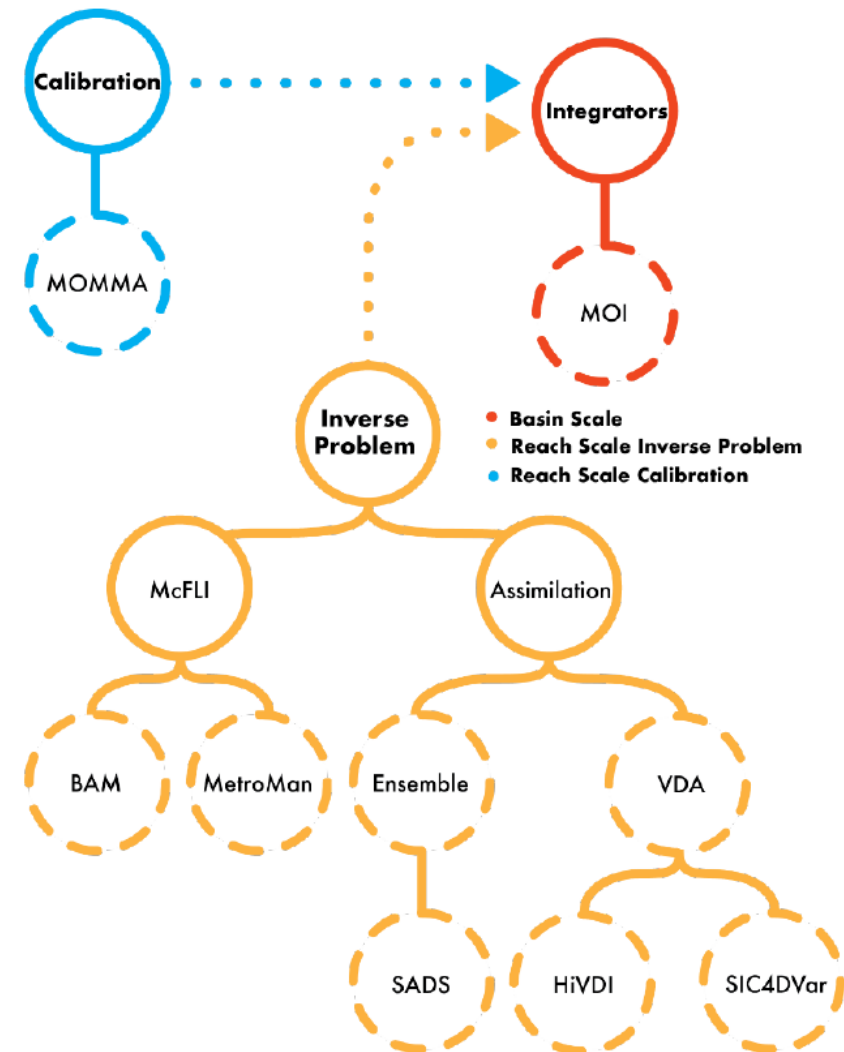 Calibration
Integrators
MOMMA
MOI
Inverse
Problem
Basin Scale
Reach Scale Inverse Problem
Reach Scale Calibration
McFLI
Assimilation
BAM
MetroMan
Ensemble
VDA
SADS
HiVDI
SIC4DVar